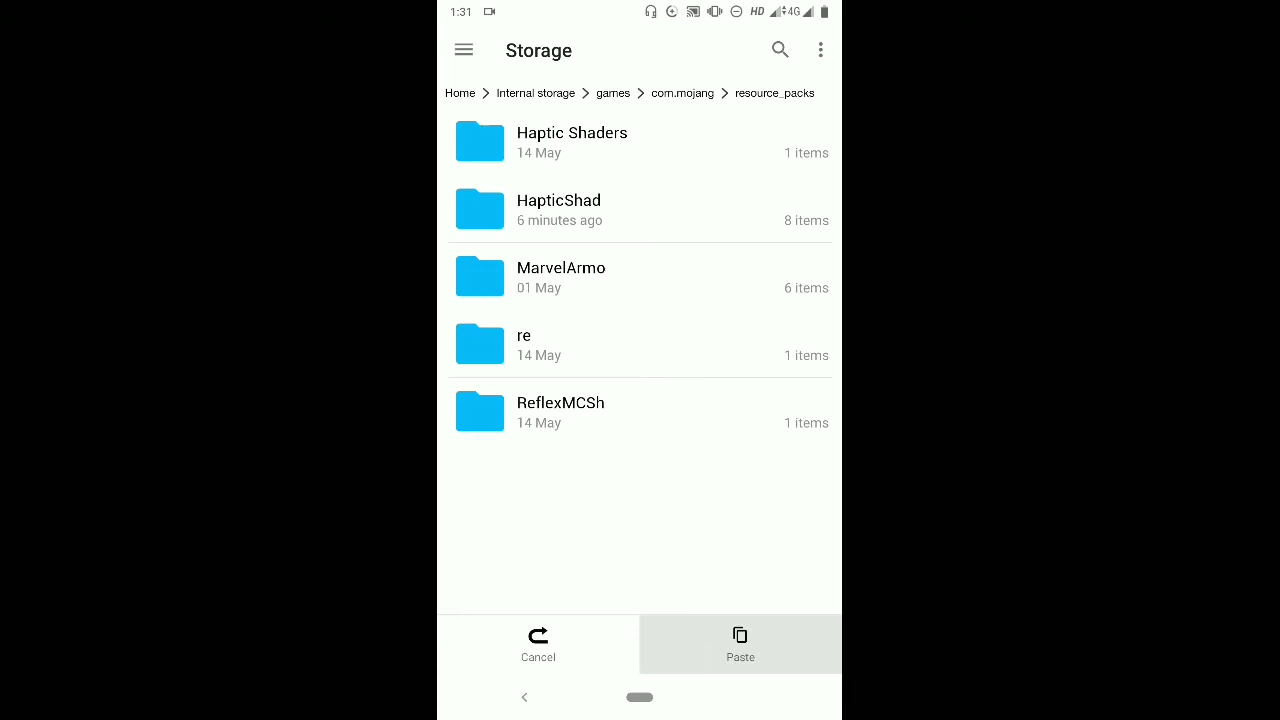 1:31 HD 4G
Storage
Home Internal storage games com.mojang resource_packs
Haptic Shaders
14 May 1 items
HapticShad
6 minutes ago 8 items
MarvelArmo
01 May 6 items
re
14 May 1 items
ReflexMCSh
14 May 1 items
Cancel Paste